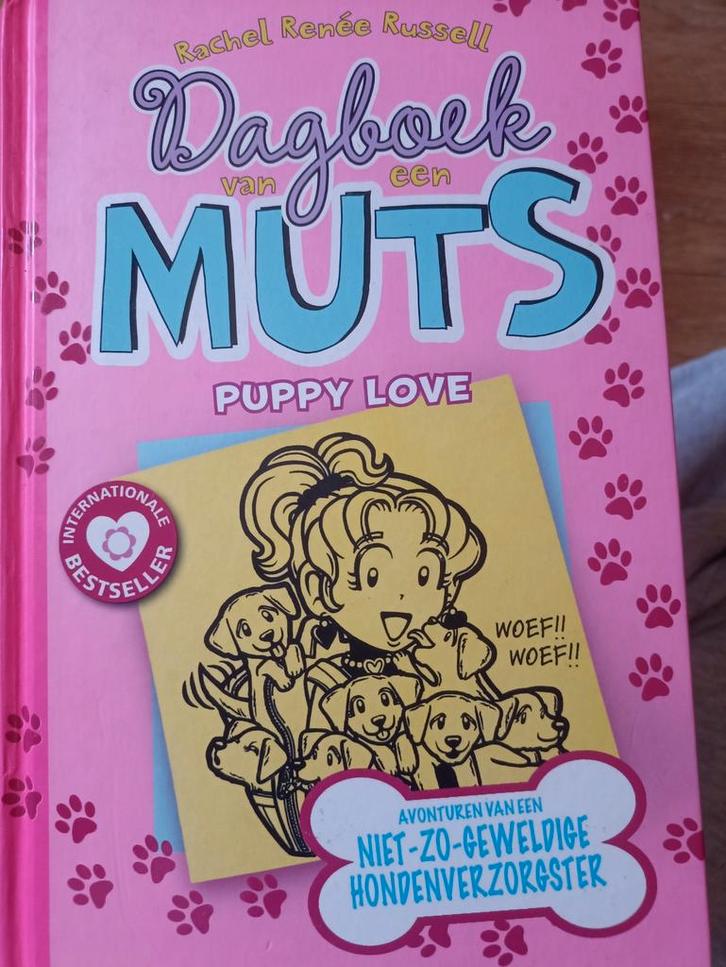 Rachel Renée Russell
Dagboek
van een
MUTS
PUPPY LOVE
INTERNATIONALE
BESTSELLER
WOEF!!
WOEF!!
AVONTUREN VAN EEN
NIET-ZO-GEWELDIGE
HONDENVERZORGSTER